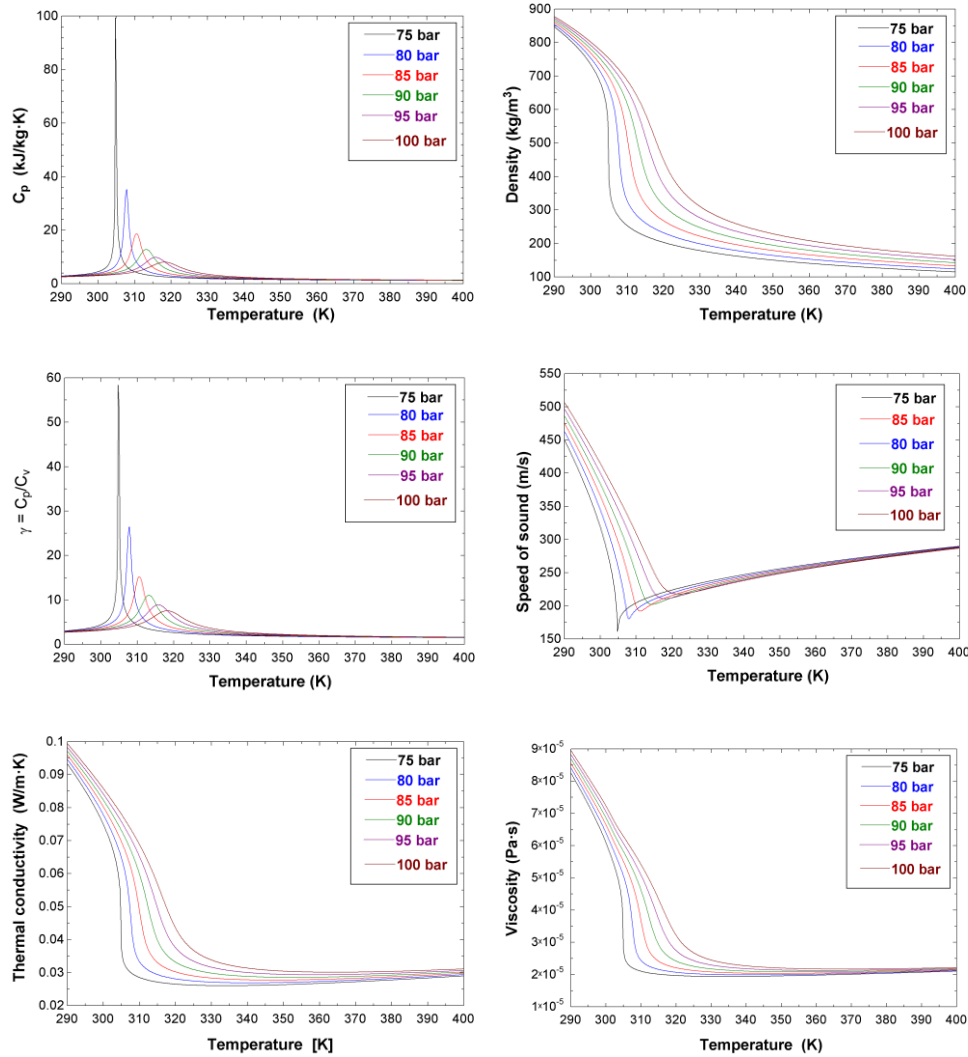 C_p (kJ/kg·K)
100
80
60
40
20
0
75 bar
80 bar
85 bar
90 bar
95 bar
100 bar
290 300 310 320 330 340 350 360 370 380 390 400
Temperature (K)
Density (kg/m³)
900
800
700
600
500
400
300
200
100
75 bar
80 bar
85 bar
90 bar
95 bar
100 bar
290 300 310 320 330 340 350 360 370 380 390 400
Temperature (K)
γ = C_p/C_v
60
50
40
30
20
10
0
75 bar
80 bar
85 bar
90 bar
95 bar
100 bar
290 300 310 320 330 340 350 360 370 380 390 400
Temperature (K)
Speed of sound (m/s)
550
500
450
400
350
300
250
200
150
75 bar
85 bar
80 bar
90 bar
95 bar
100 bar
290 300 310 320 330 340 350 360 370 380 390 400
Temperature (K)
Thermal conductivity (W/m·K)
0.1
0.09
0.08
0.07
0.06
0.05
0.04
0.03
0.02
75 bar
80 bar
85 bar
90 bar
95 bar
100 bar
290 300 310 320 330 340 350 360 370 380 390 400
Temperature [K]
Viscosity (Pa·s)
9×10⁻⁵
8×10⁻⁵
7×10⁻⁵
6×10⁻⁵
5×10⁻⁵
4×10⁻⁵
3×10⁻⁵
2×10⁻⁵
1×10⁻⁵
75 bar
80 bar
85 bar
90 bar
95 bar
100 bar
290 300 310 320 330 340 350 360 370 380 390 400
Temperature (K)